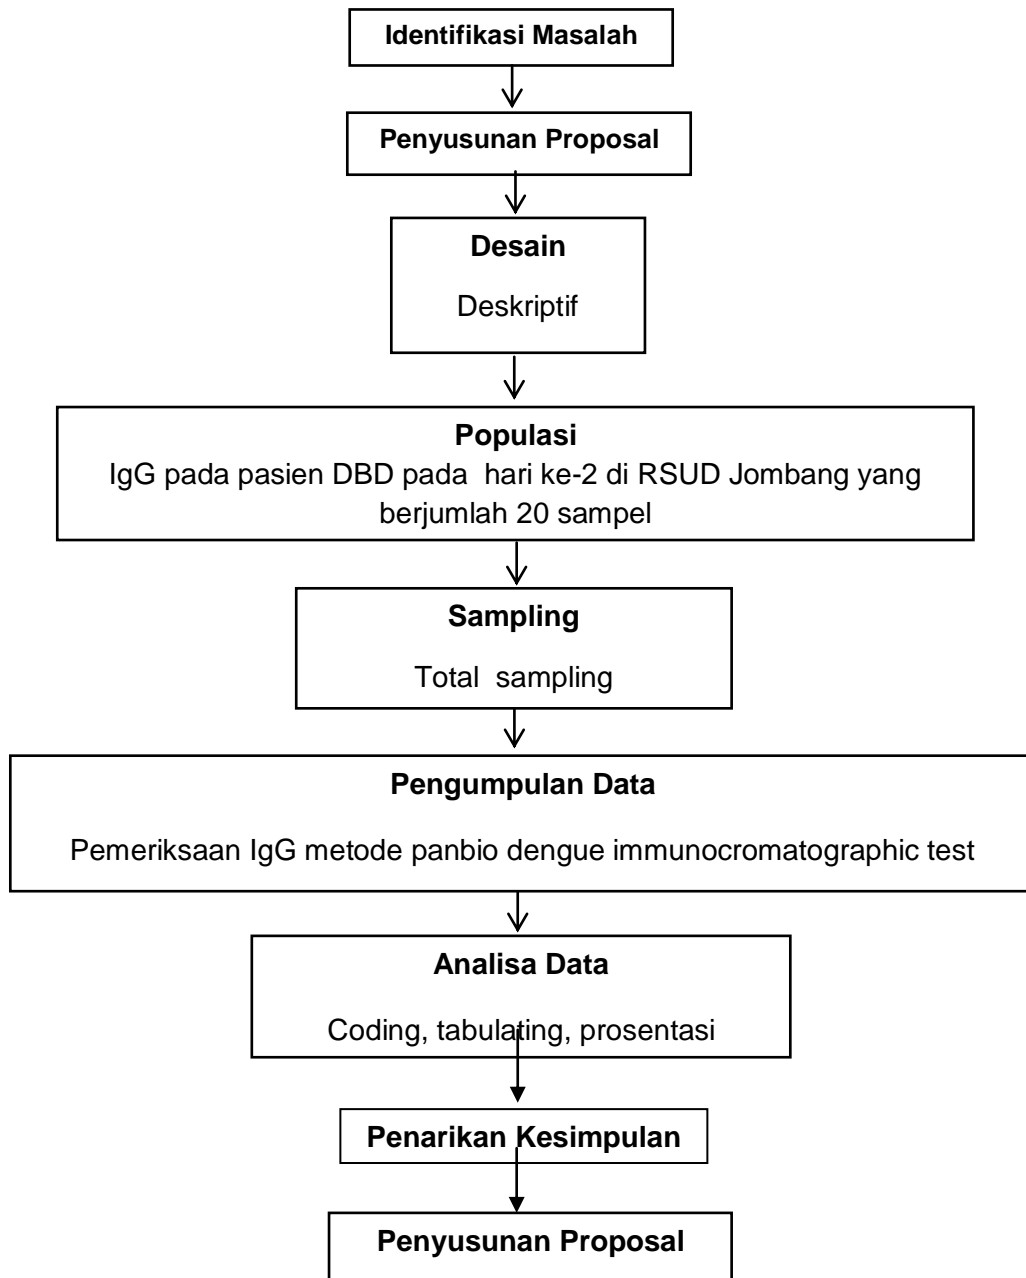 Identifikasi Masalah
Penyusunan Proposal
Desain
Deskriptif
Populasi
IgG pada pasien DBD pada  hari ke-2 di RSUD Jombang yang
berjumlah 20 sampel
Sampling
Total  sampling
Pengumpulan Data
Pemeriksaan IgG metode panbio dengue immunocromatographic test
Analisa Data
Coding, tabulating, prosentasi
Penarikan Kesimpulan
Penyusunan Proposal